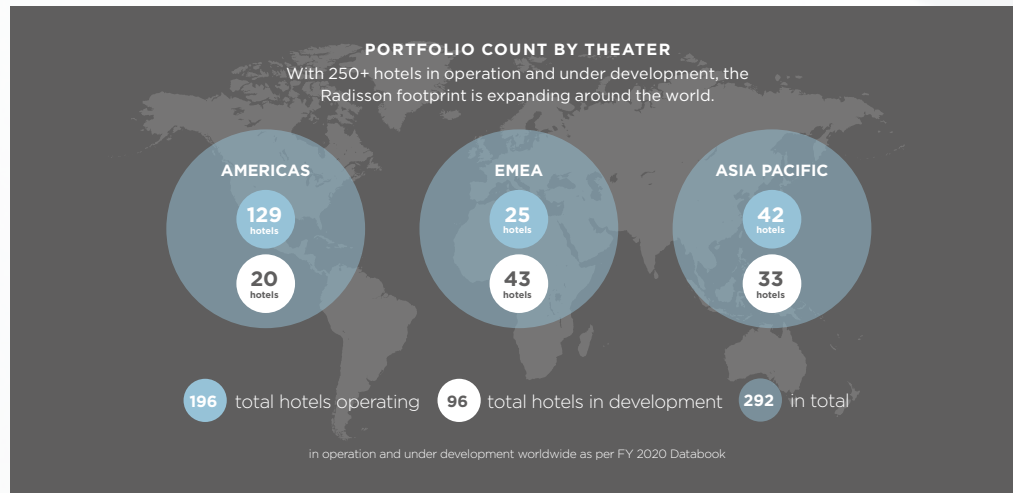 PORTFOLIO COUNT BY THEATER
With 250+ hotels in operation and under development, the
Radisson footprint is expanding around the world.
AMERICAS
129
hotels
20
hotels
EMEA
25
hotels
43
hotels
ASIA PACIFIC
42
hotels
33
hotels
196 total hotels operating
96 total hotels in development
292 in total
in operation and under development worldwide as per FY 2020 Databook